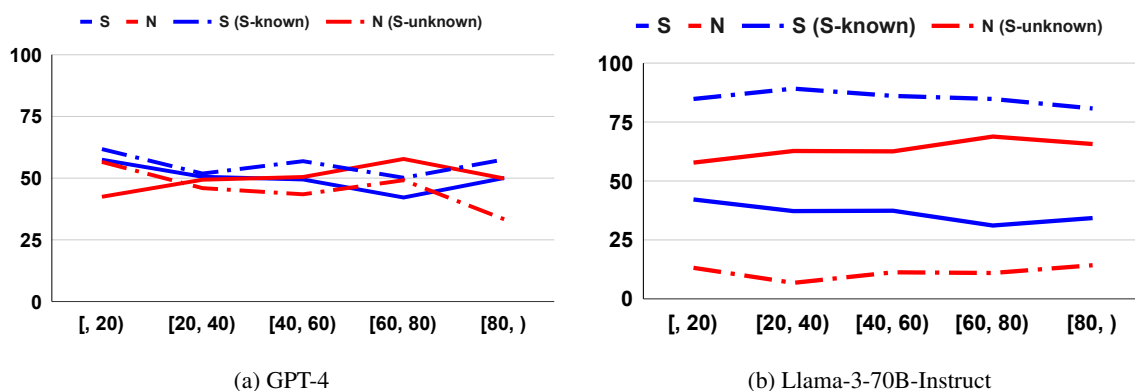 S N S (S-known) N (S-unknown)
100
75
50
25
0
[, 20) [20, 40) [40, 60) [60, 80) [80, )
(a) GPT-4
S N S (S-known) N (S-unknown)
100
75
50
25
0
[, 20) [20, 40) [40, 60) [60, 80) [80, )
(b) Llama-3-70B-Instruct